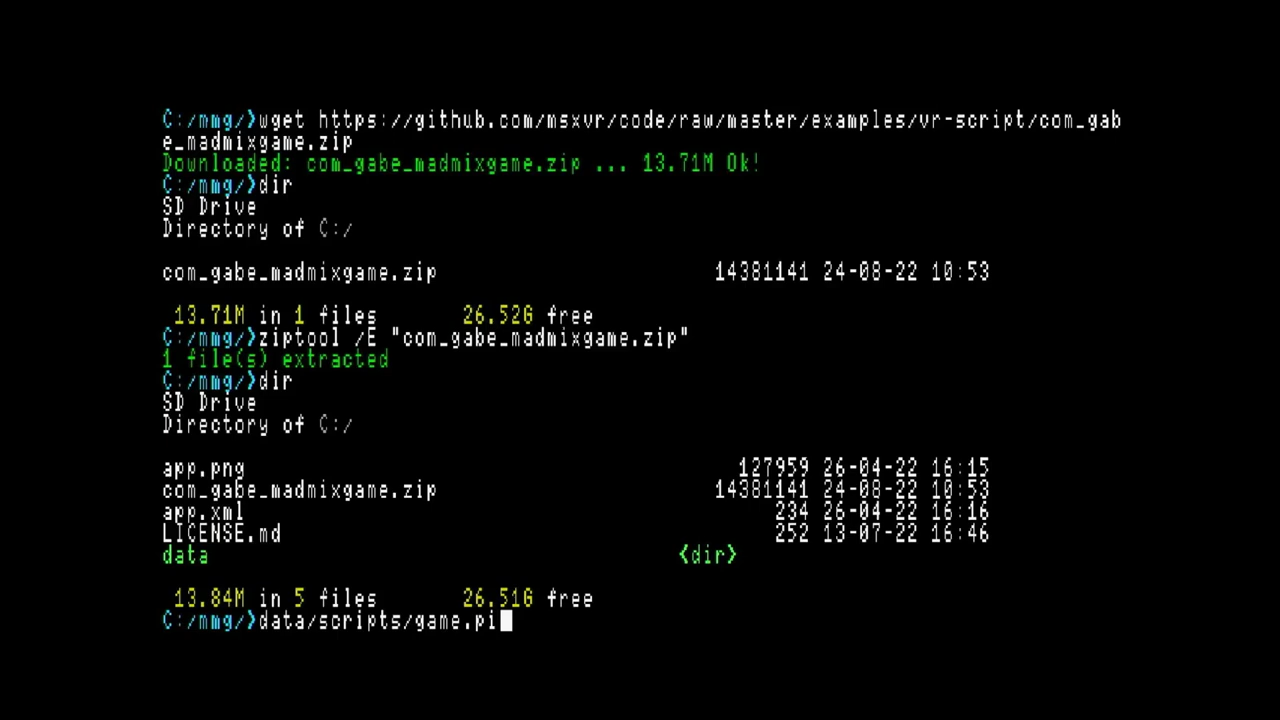 C:/mmg/>wget https://github.com/msxvr/code/raw/master/examples/vr-script/com_gab
e_madmixgame.zip
Downloaded: com_gabe_madmixgame.zip ... 13.71M Ok!
C:/mmg/>dir
SD Drive
Directory of C:/
com_gabe_madmixgame.zip 14381141 24-08-22 10:53
13.71M in 1 files 26.52G free
C:/mmg/>ziptool /E "com_gabe_madmixgame.zip"
1 file(s) extracted
C:/mmg/>dir
SD Drive
Directory of C:/
app.png 127959 26-04-22 16:15
com_gabe_madmixgame.zip 14381141 24-08-22 10:53
app.xml 234 26-04-22 16:16
LICENSE.md 252 13-07-22 16:46
data <dir>
13.84M in 5 files 26.51G free
C:/mmg/>data/scripts/game.pi